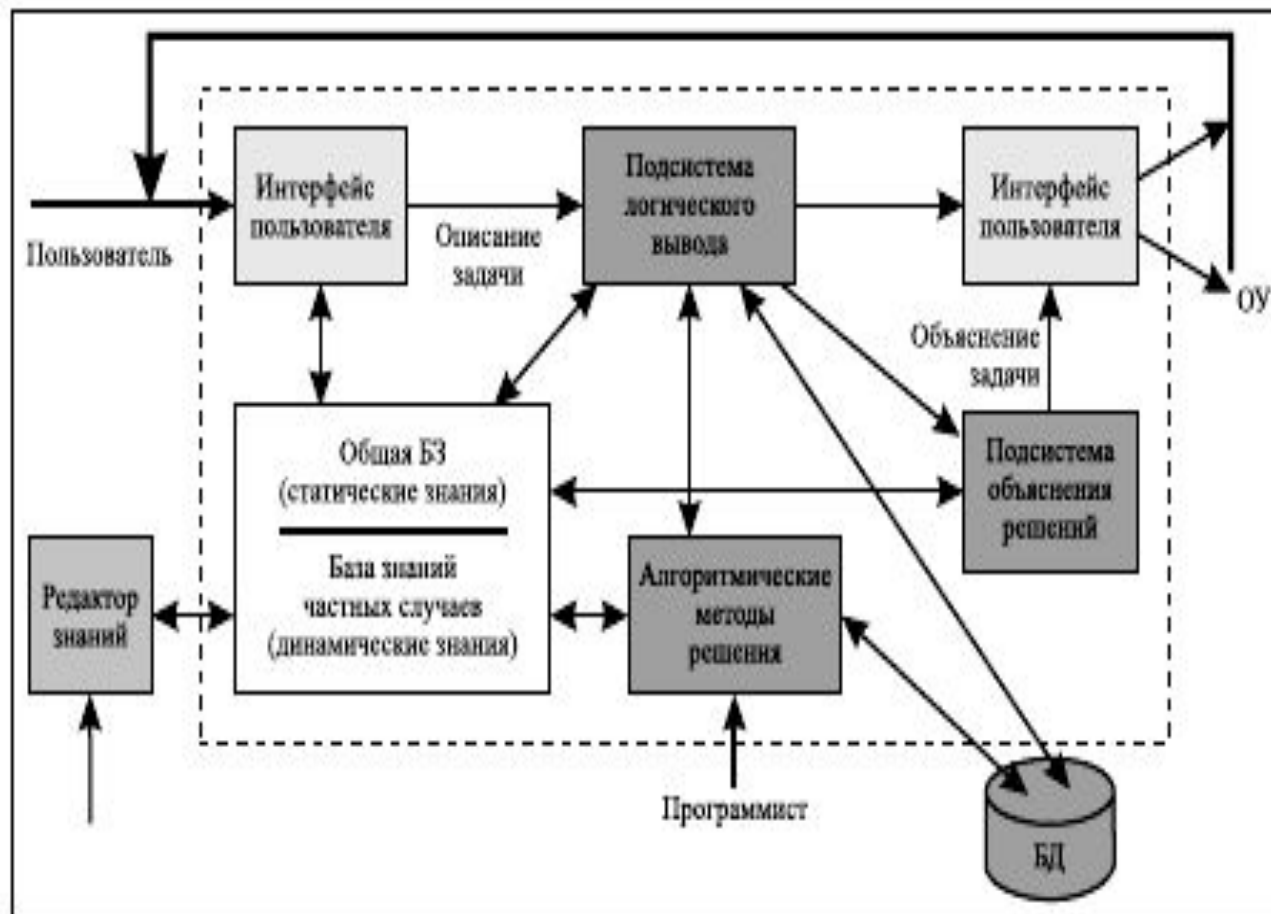 Интерфейс
пользователя
Подсистема
логического
вывода
Интерфейс
пользователя
Пользователь
Описание
задачи
ОУ
Объяснение
задачи
Общая БЗ
(статические знания)
База знаний
частных случаев
(динамические знания)
Подсистема
объяснения
решений
Редактор
знаний
Алгоритмические
методы
решения
Программист
БД